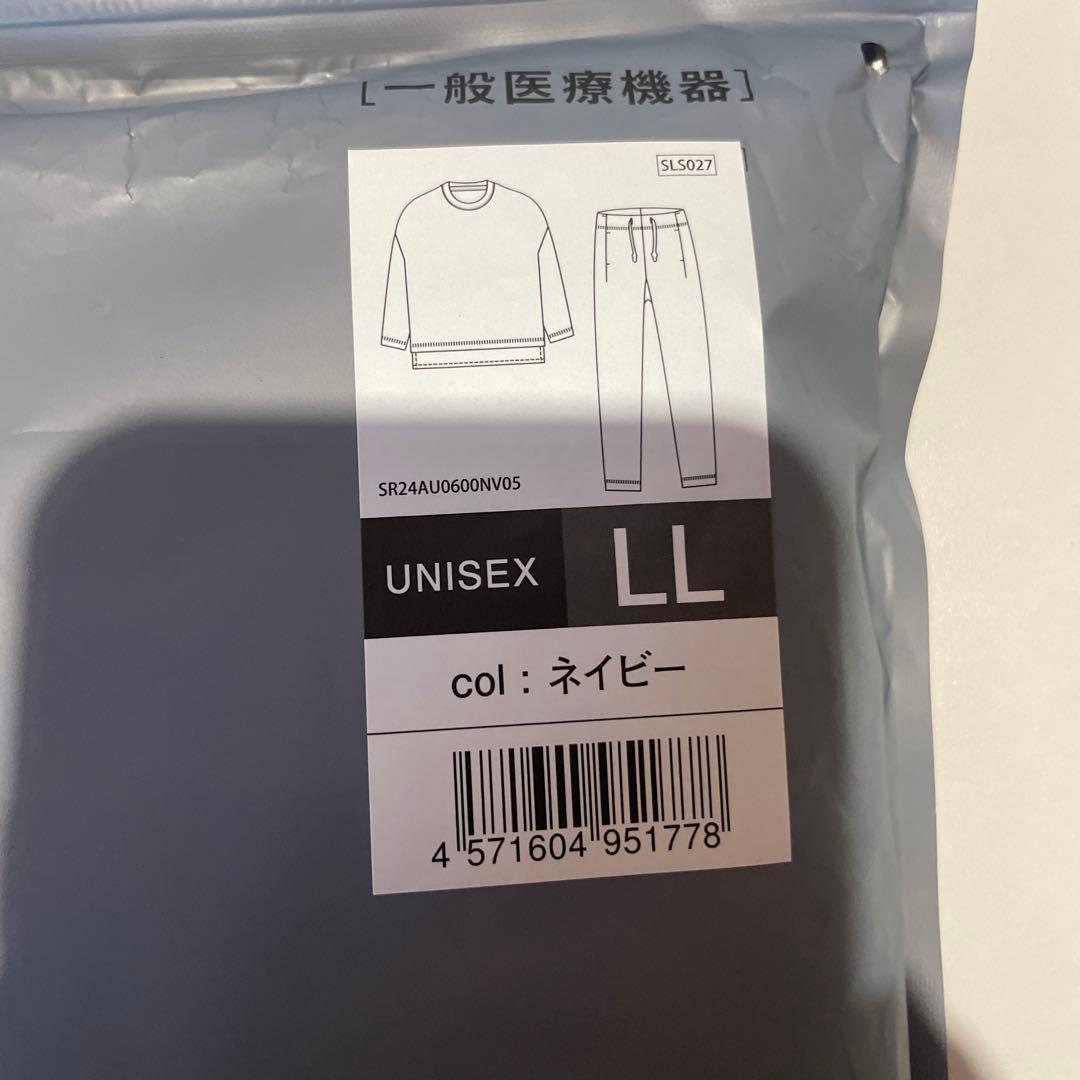 [一般医療機器]
SLS027
SR24AU0600NV05
UNISEX
LL
col : ネイビー
4 571604 951778